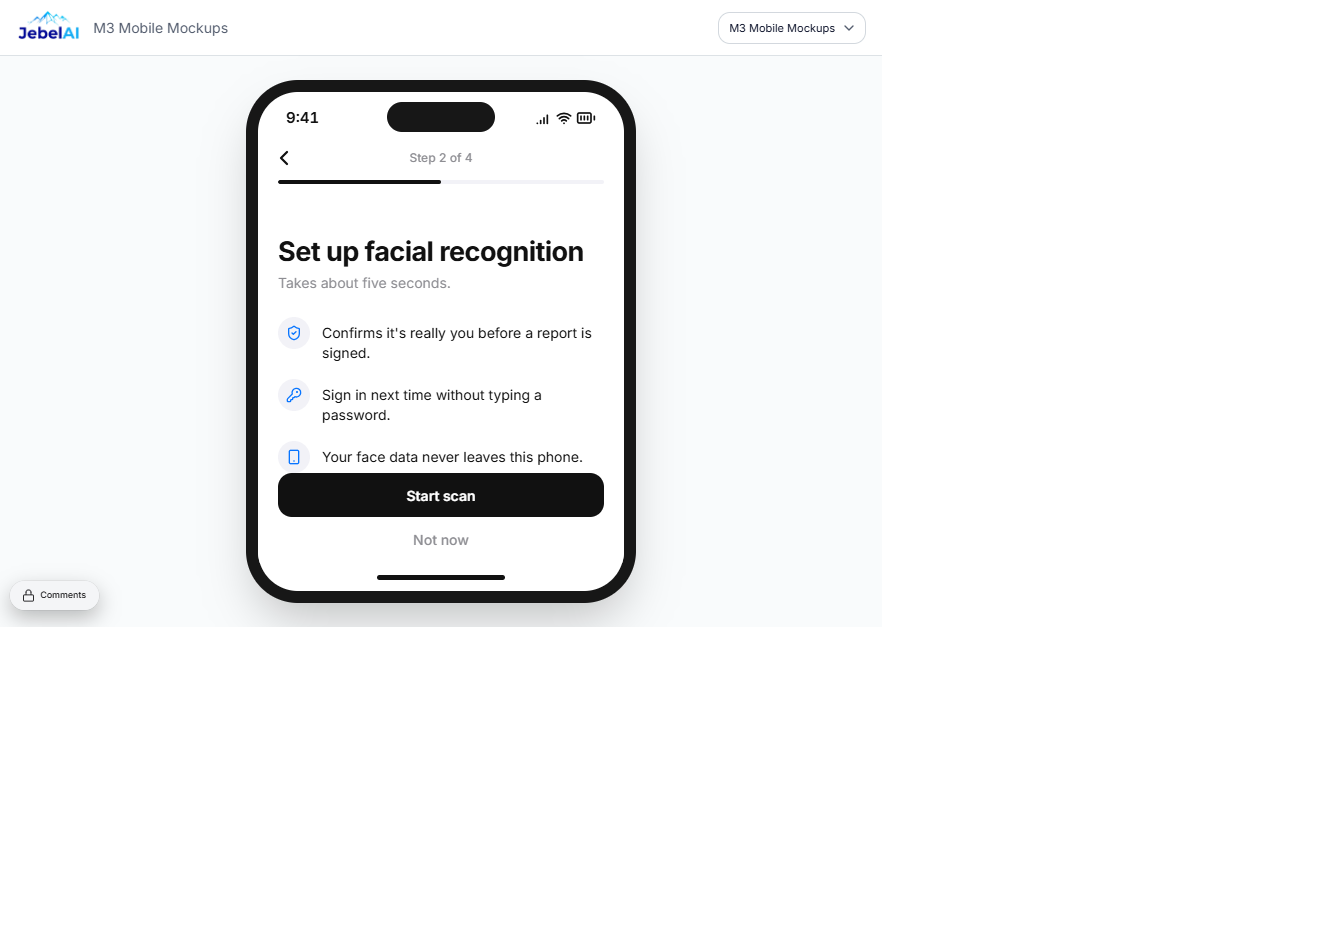 JebelAI
M3 Mobile Mockups
M3 Mobile Mockups
9:41
Step 2 of 4
Set up facial recognition
Takes about five seconds.
Confirms it's really you before a report is
signed.
Sign in next time without typing a
password.
Your face data never leaves this phone.
Start scan
Not now
Comments